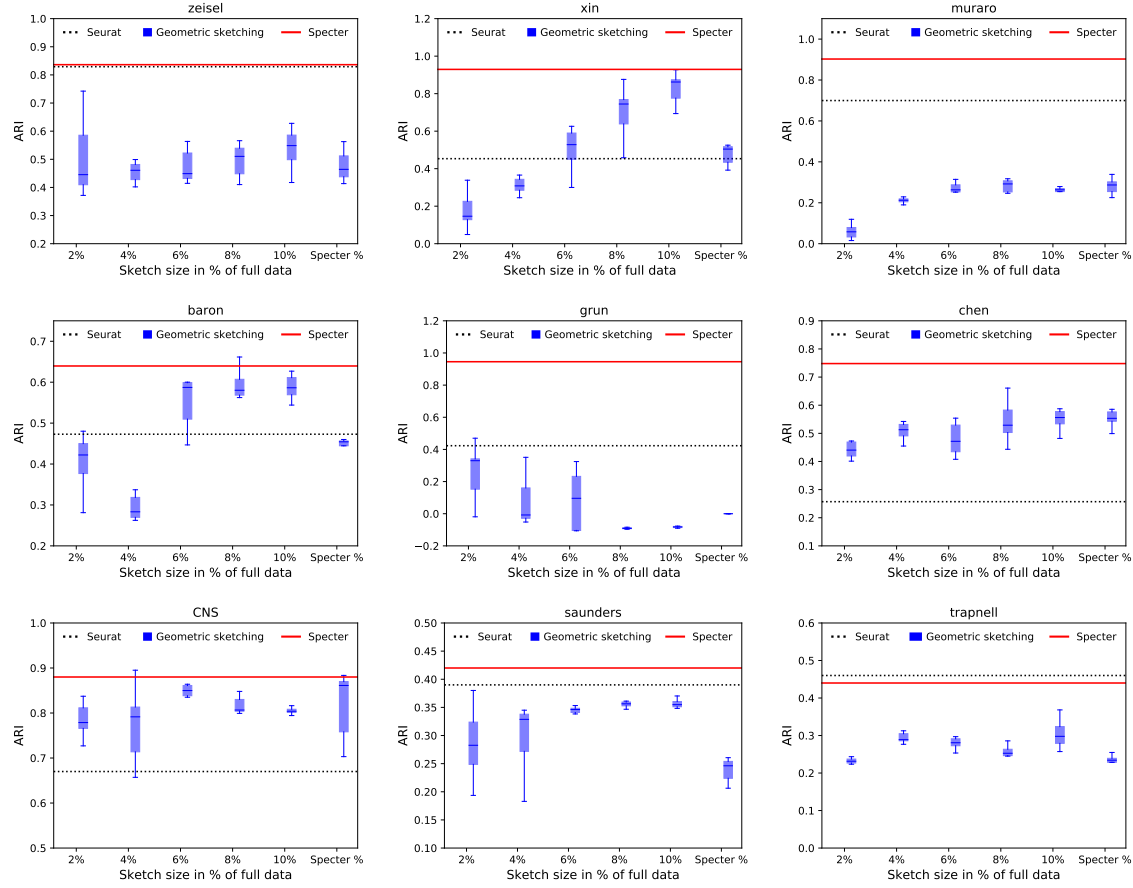 zeisel
Seurat Geometric sketching Specter
1.0
0.9
0.8
0.7
0.6
0.5
0.4
0.3
0.2
ARI
2% 4% 6% 8% 10% Specter %
Sketch size in % of full data
xin
Seurat Geometric sketching Specter
1.2
1.0
0.8
0.6
0.4
0.2
0.0
ARI
2% 4% 6% 8% 10% Specter %
Sketch size in % of full data
muraro
Seurat Geometric sketching Specter
1.0
0.8
0.6
0.4
0.2
0.0
ARI
2% 4% 6% 8% 10% Specter %
Sketch size in % of full data
baron
Seurat Geometric sketching Specter
0.7
0.6
0.5
0.4
0.3
0.2
ARI
2% 4% 6% 8% 10% Specter %
Sketch size in % of full data
grun
Seurat Geometric sketching Specter
1.2
1.0
0.8
0.6
0.4
0.2
0.0
−0.2
ARI
2% 4% 6% 8% 10% Specter %
Sketch size in % of full data
chen
Seurat Geometric sketching Specter
0.9
0.8
0.7
0.6
0.5
0.4
0.3
0.2
0.1
ARI
2% 4% 6% 8% 10% Specter %
Sketch size in % of full data
CNS
Seurat Geometric sketching Specter
1.0
0.9
0.8
0.7
0.6
0.5
ARI
2% 4% 6% 8% 10% Specter %
Sketch size in % of full data
saunders
Seurat Geometric sketching Specter
0.50
0.45
0.40
0.35
0.30
0.25
0.20
0.15
0.10
ARI
2% 4% 6% 8% 10% Specter %
Sketch size in % of full data
trapnell
Seurat Geometric sketching Specter
0.6
0.5
0.4
0.3
0.2
0.1
0.0
ARI
2% 4% 6% 8% 10% Specter %
Sketch size in % of full data